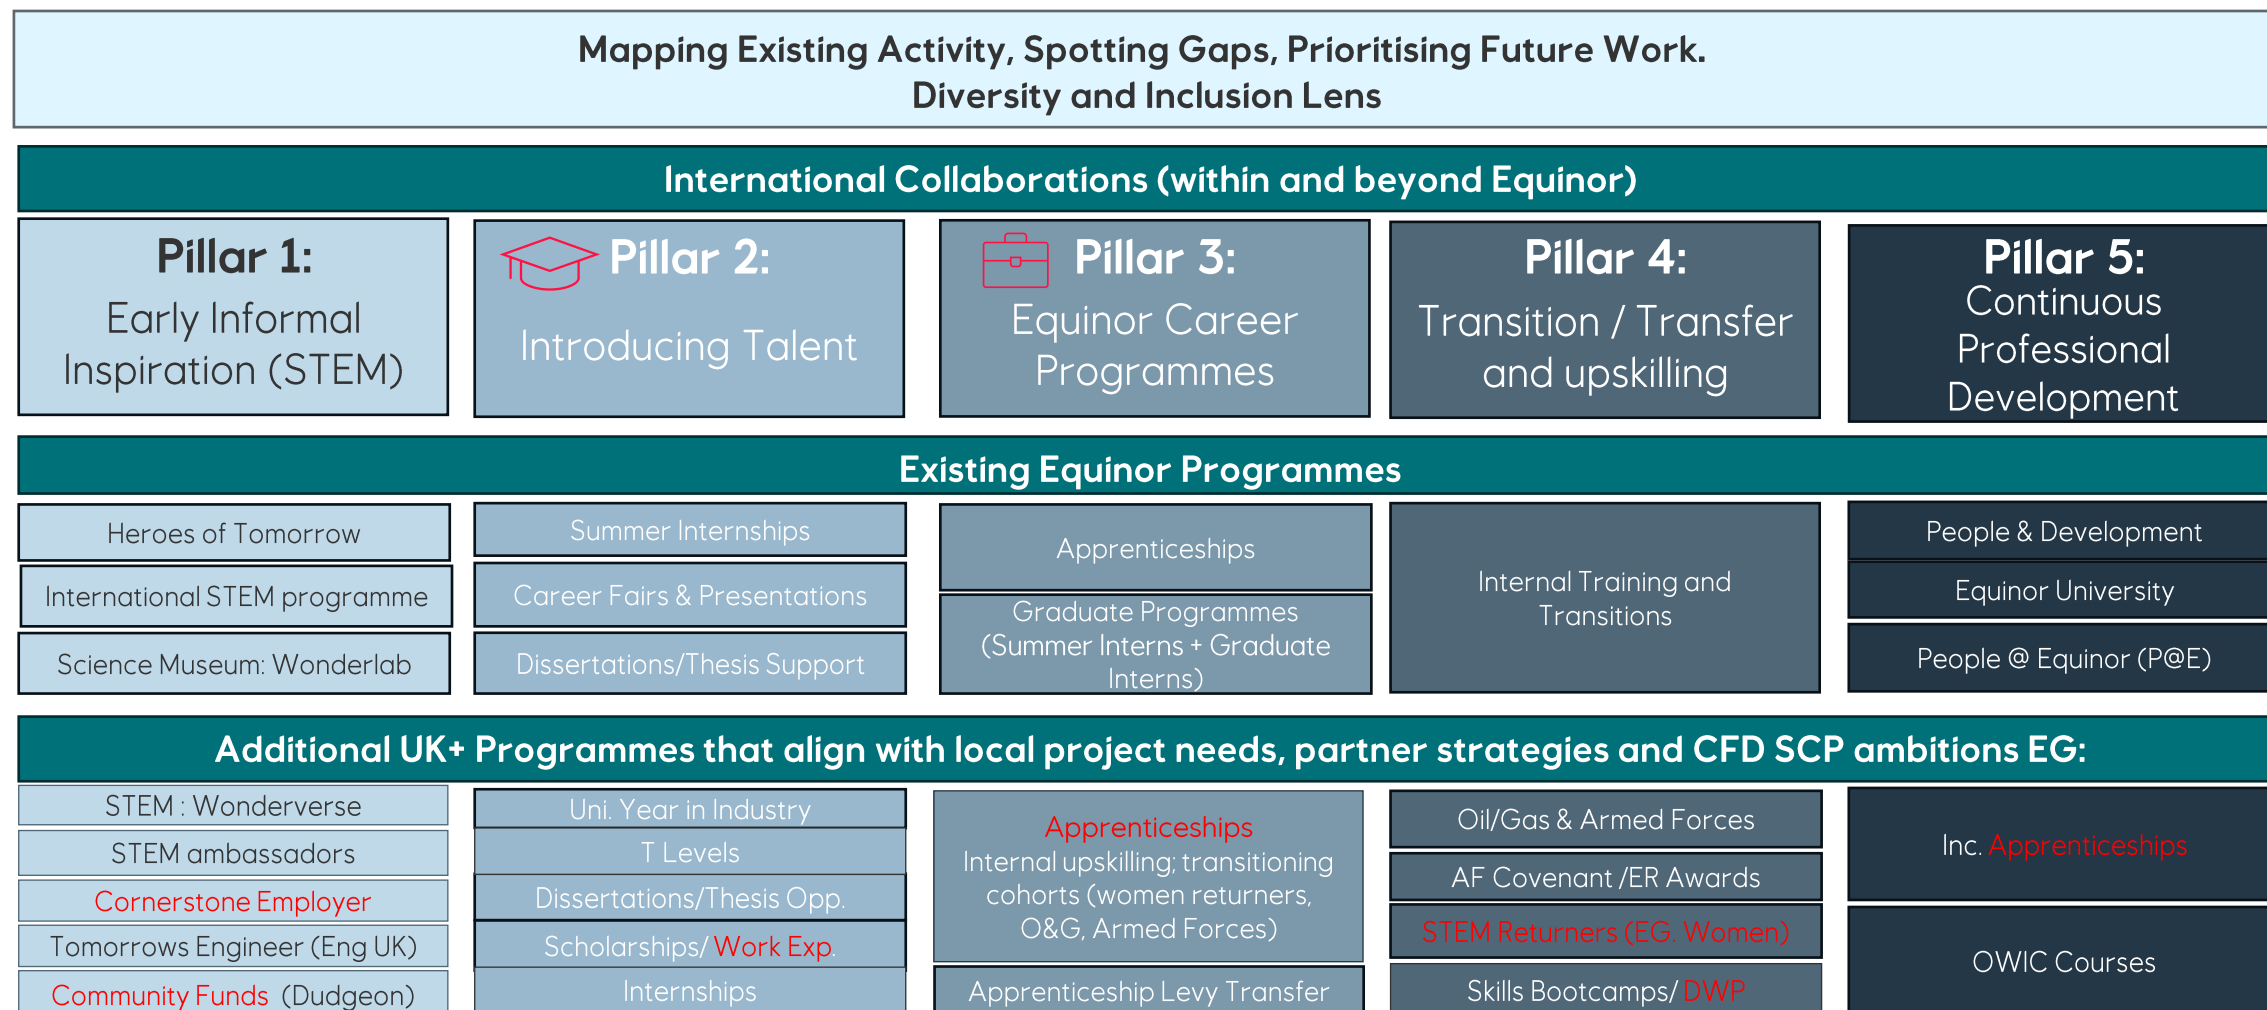 Mapping Existing Activity, Spotting Gaps, Prioritising Future Work.
Diversity and Inclusion Lens
International Collaborations (within and beyond Equinor)
Pillar 1:
Early Informal
Inspiration (STEM)
Pillar 2:
Introducing Talent
Pillar 3:
Equinor Career
Programmes
Pillar 4:
Transition / Transfer
and upskilling
Pillar 5:
Continuous
Professional
Development
Existing Equinor Programmes
Heroes of Tomorrow
International STEM programme
Science Museum: Wonderlab
Summer Internships
Career Fairs & Presentations
Dissertations/Thesis Support
Apprenticeships
Graduate Programmes
(Summer Interns + Graduate
Interns)
Internal Training and
Transitions
People & Development
Equinor University
People @ Equinor (P@E)
Additional UK+ Programmes that align with local project needs, partner strategies and CFD SCP ambitions EG:
STEM : Wonderverse
STEM ambassadors
Cornerstone Employer
Tomorrows Engineer (Eng UK)
Community Funds (Dudgeon)
Uni. Year in Industry
T Levels
Dissertations/Thesis Opp.
Scholarships/ Work Exp.
Internships
Apprenticeships
Internal upskilling; transitioning
cohorts (women returners,
O&G, Armed Forces)
Apprenticeship Levy Transfer
Oil/Gas & Armed Forces
AF Covenant /ER Awards
STEM Returners (EG. Women)
Skills Bootcamps/ DWP
Inc. Apprenticeships
OWIC Courses